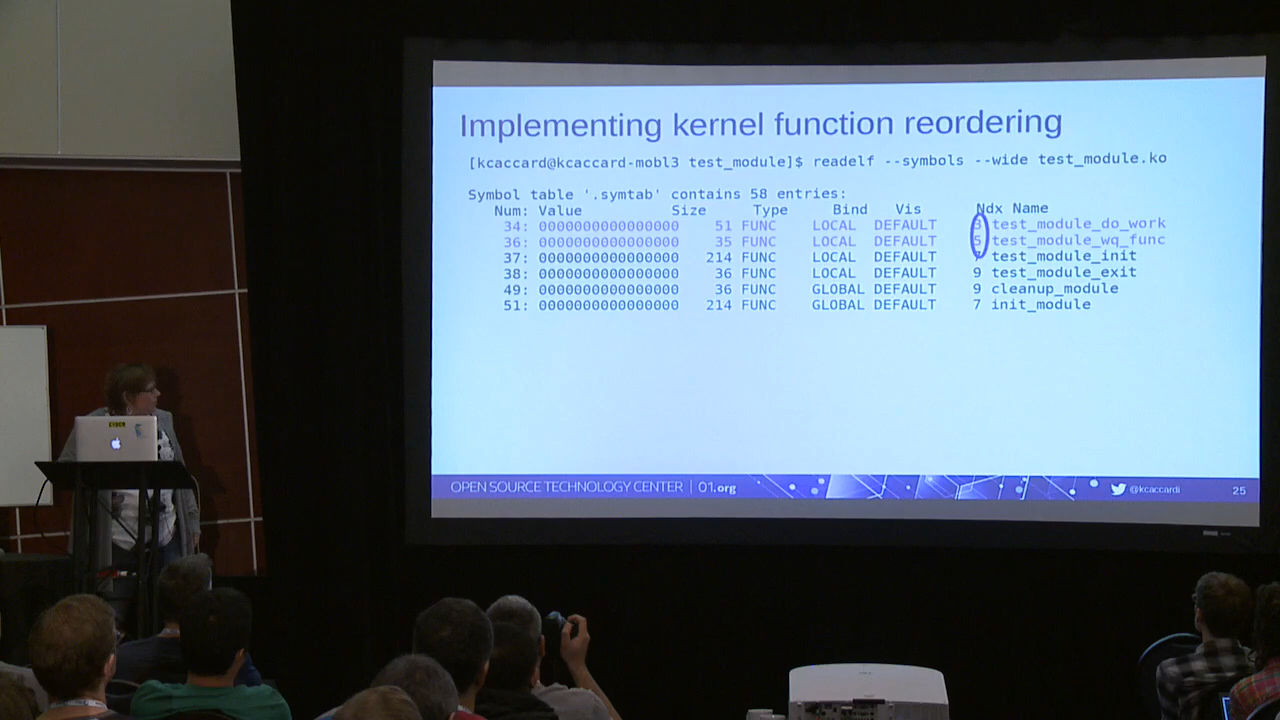 Implementing kernel function reordering
[kcaccard@kcaccard-mobl3 test_module]$ readelf --symbols --wide test_module.ko
Symbol table '.symtab' contains 58 entries:
Num: Value Size Type Bind Vis Ndx Name
34: 0000000000000000 51 FUNC LOCAL DEFAULT 3 test_module_do_work
36: 0000000000000000 35 FUNC LOCAL DEFAULT 5 test_module_wq_func
37: 0000000000000000 214 FUNC LOCAL DEFAULT 7 test_module_init
38: 0000000000000000 36 FUNC LOCAL DEFAULT 9 test_module_exit
49: 0000000000000000 36 FUNC GLOBAL DEFAULT 9 cleanup_module
51: 0000000000000000 214 FUNC GLOBAL DEFAULT 7 init_module
OPEN SOURCE TECHNOLOGY CENTER | 01.org @kcaccardi 25